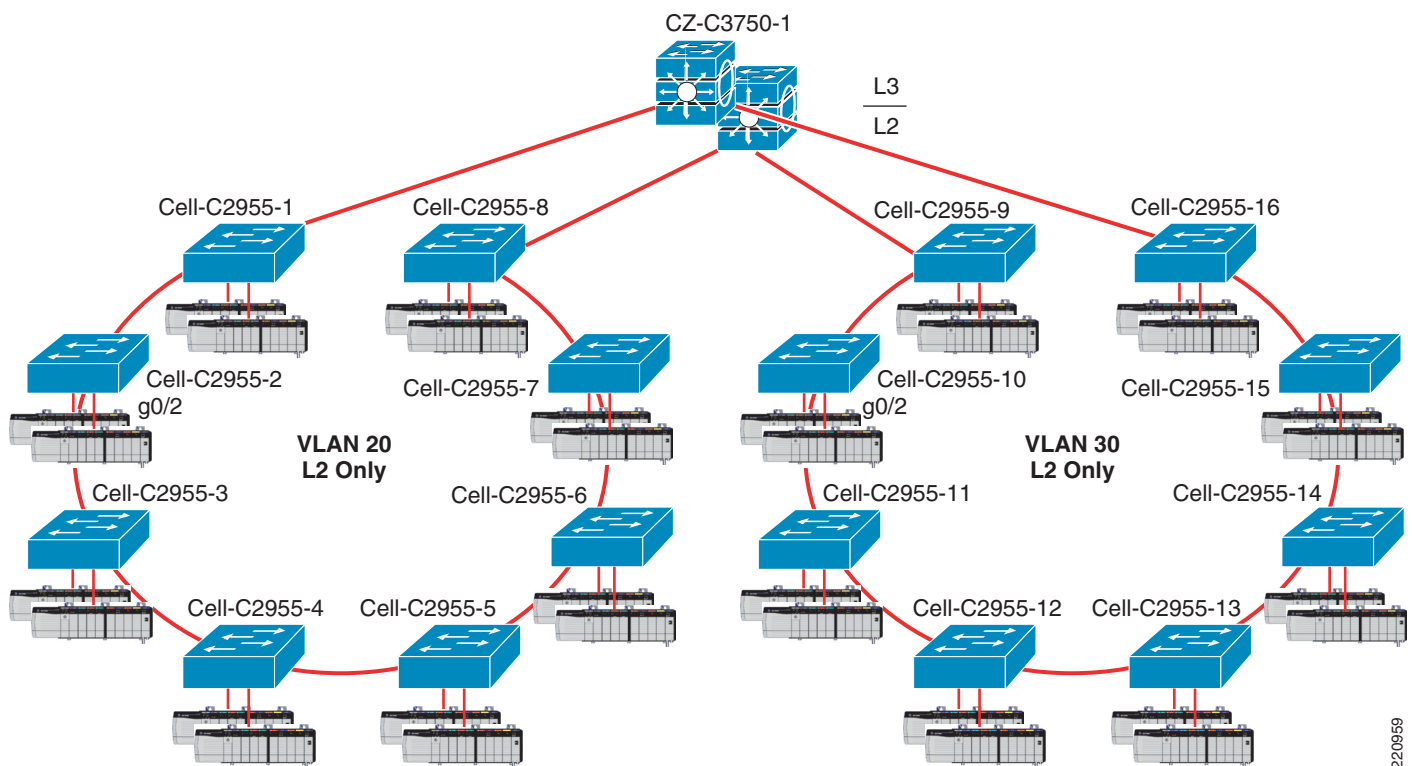 CZ-C3750-1
L3
L2
Cell-C2955-1
Cell-C2955-8
Cell-C2955-9
Cell-C2955-16
Cell-C2955-2
g0/2
Cell-C2955-7
Cell-C2955-10
g0/2
Cell-C2955-15
VLAN 20
L2 Only
VLAN 30
L2 Only
Cell-C2955-3
Cell-C2955-6
Cell-C2955-11
Cell-C2955-14
Cell-C2955-4
Cell-C2955-5
Cell-C2955-12
Cell-C2955-13
220959